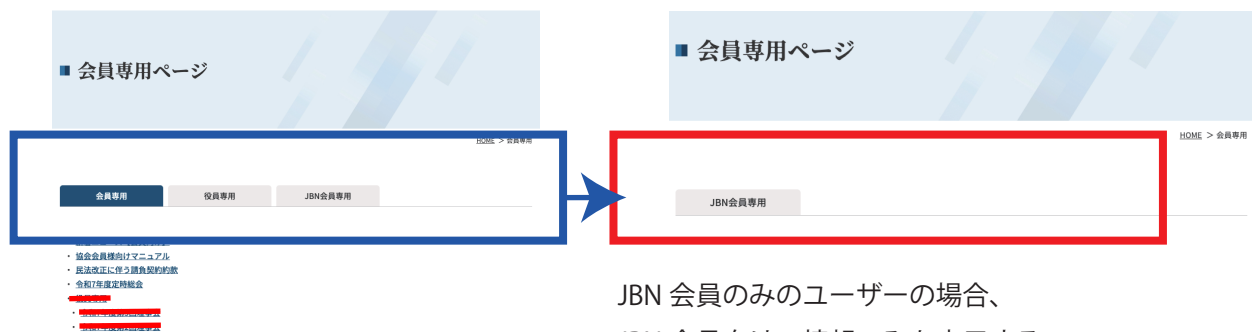 ■ 会員専用ページ
HOME ＞ 会員専用
会員専用 役員専用 JBN会員専用
・ 協会会員様向けマニュアル
・ 民法改正に伴う請負契約約款
・ 令和7年度定時総会
■ 会員専用ページ
HOME ＞ 会員専用
JBN会員専用
JBN 会員のみのユーザーの場合、